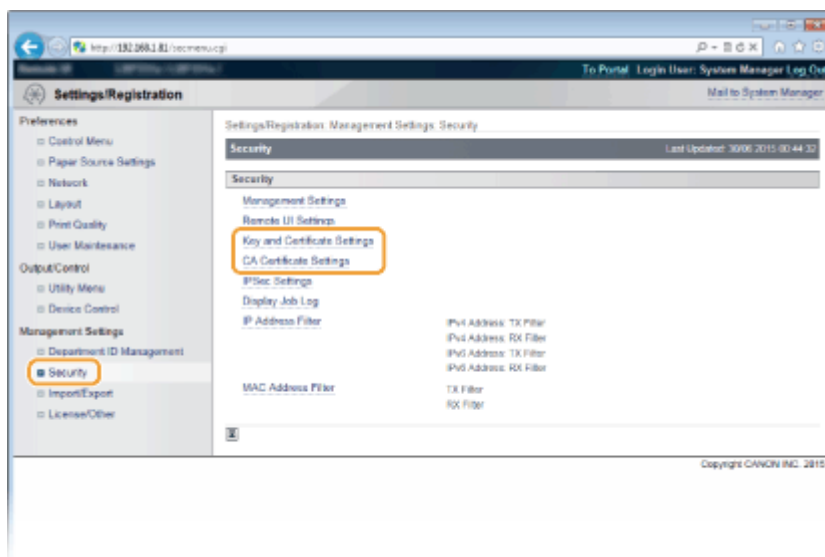 http://192.168.1.81/secmenu.cgi
To Portal Login User: System Manager Log Ou
Settings/Registration
Mail to System Manager
Preferences
Control Menu
Paper Source Settings
Network
Layout
Print Quality
User Maintenance
Output/Control
Utility Menu
Device Control
Management Settings
Department ID Management
Security
Import/Export
License/Other
Settings/Registration: Management Settings: Security
Security
Last Updated: 30/06 2015 00:44:32
Security
Management Settings
Remote UI Settings
Key and Certificate Settings
CA Certificate Settings
IPSec Settings
Display Job Log
IP Address Filter
IPv4 Address: TX Filter
IPv4 Address: RX Filter
IPv6 Address: TX Filter
IPv6 Address: RX Filter
MAC Address Filter
TX Filter
RX Filter
Copyright CANON INC. 2015